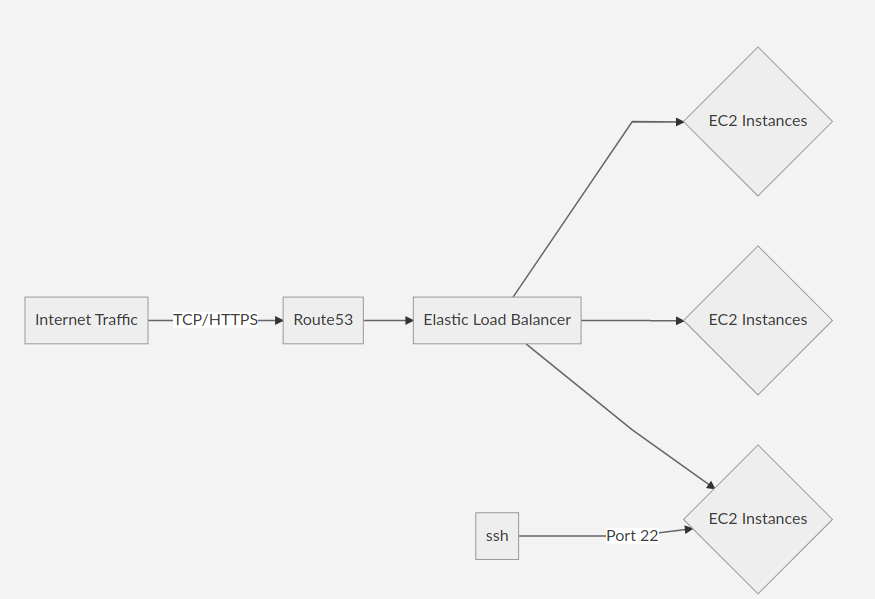 EC2 Instances
Internet Traffic
TCP/HTTPS
Route53
Elastic Load Balancer
EC2 Instances
EC2 Instances
ssh
Port 22